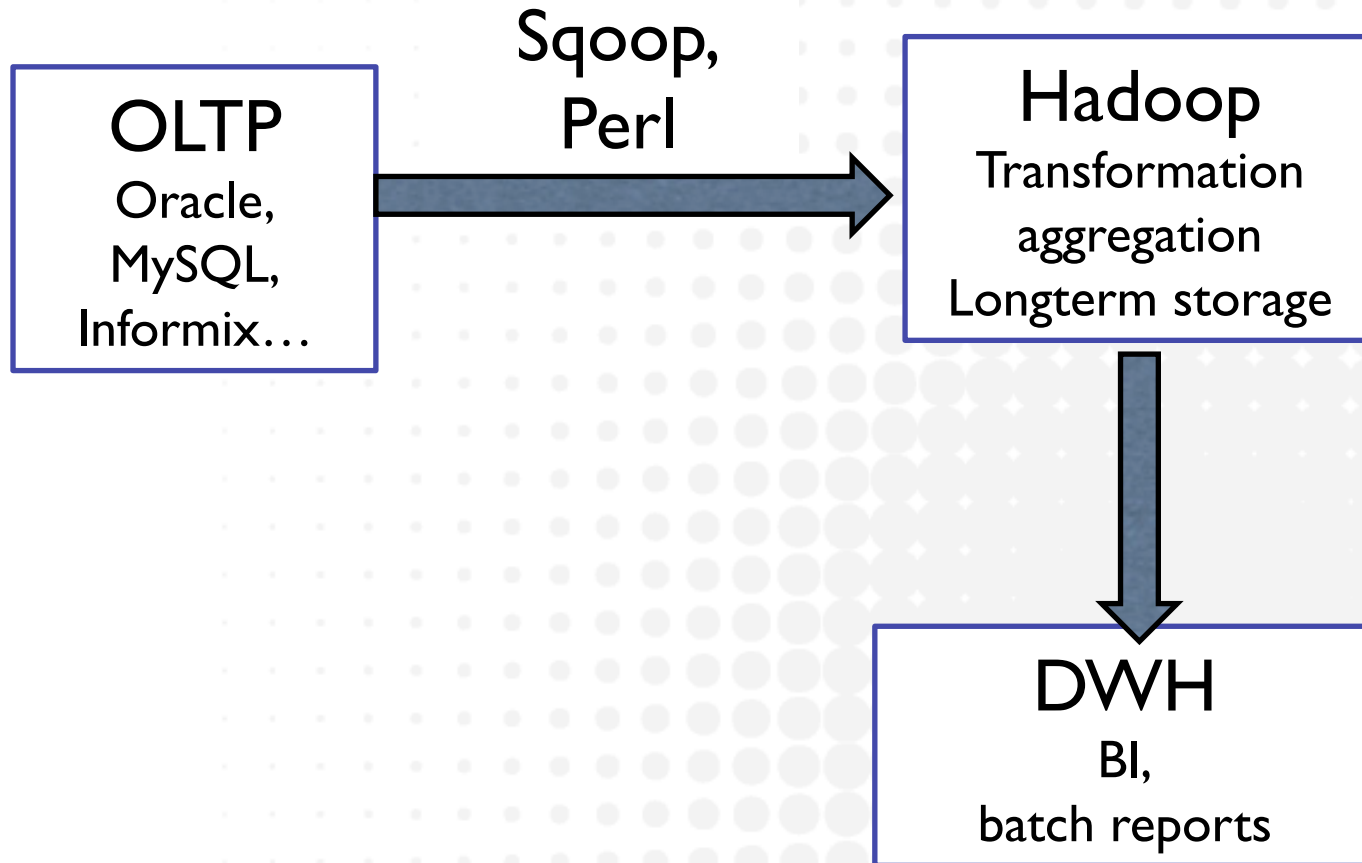 OLTP
Oracle,
MySQL,
Informix…
Sqoop,
Perl
Hadoop
Transformation
aggregation
Longterm storage
DWH
BI,
batch reports